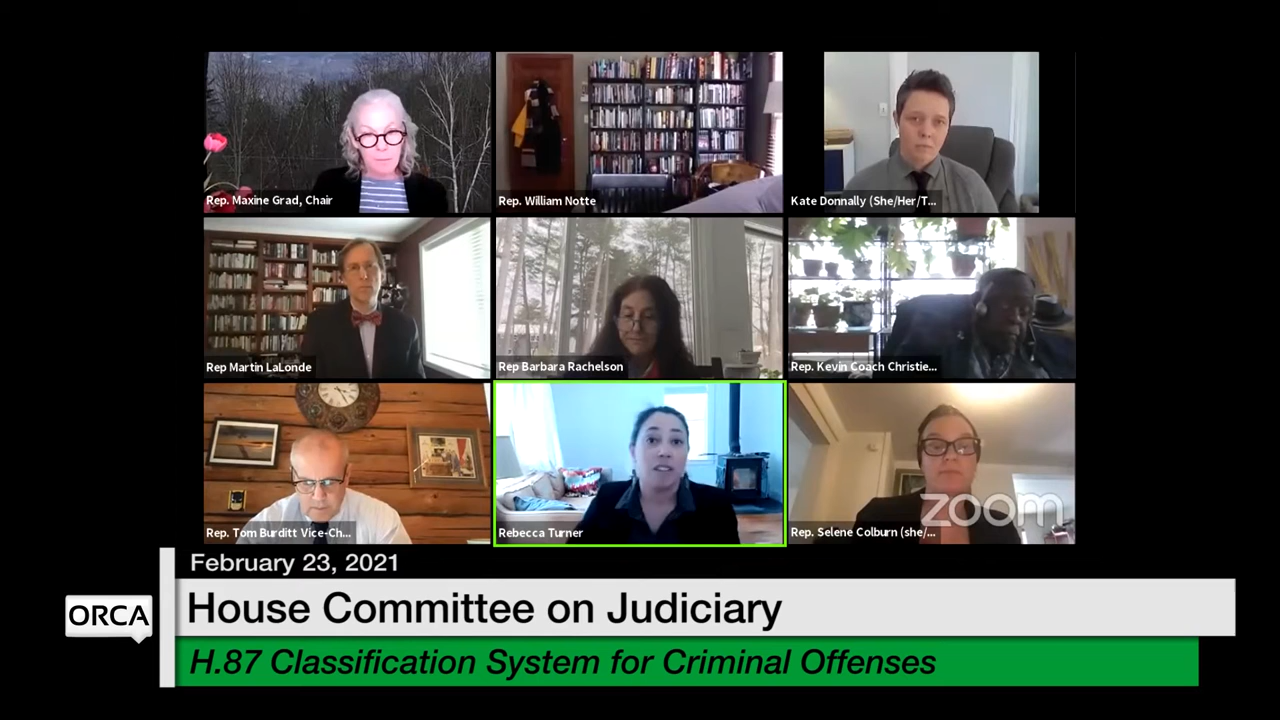 Rep. Maxine Grad, Chair
Rep. William Notte
Kate Donnally (She/Her/T...
Rep Martin LaLonde
Rep Barbara Rachelson
Rep. Kevin Coach Christie...
Rep. Tom Burditt Vice-Ch...
Rebecca Turner
Rep. Selene Colburn (she/...
zoom
February 23, 2021
ORCA
House Committee on Judiciary
H.87 Classification System for Criminal Offenses